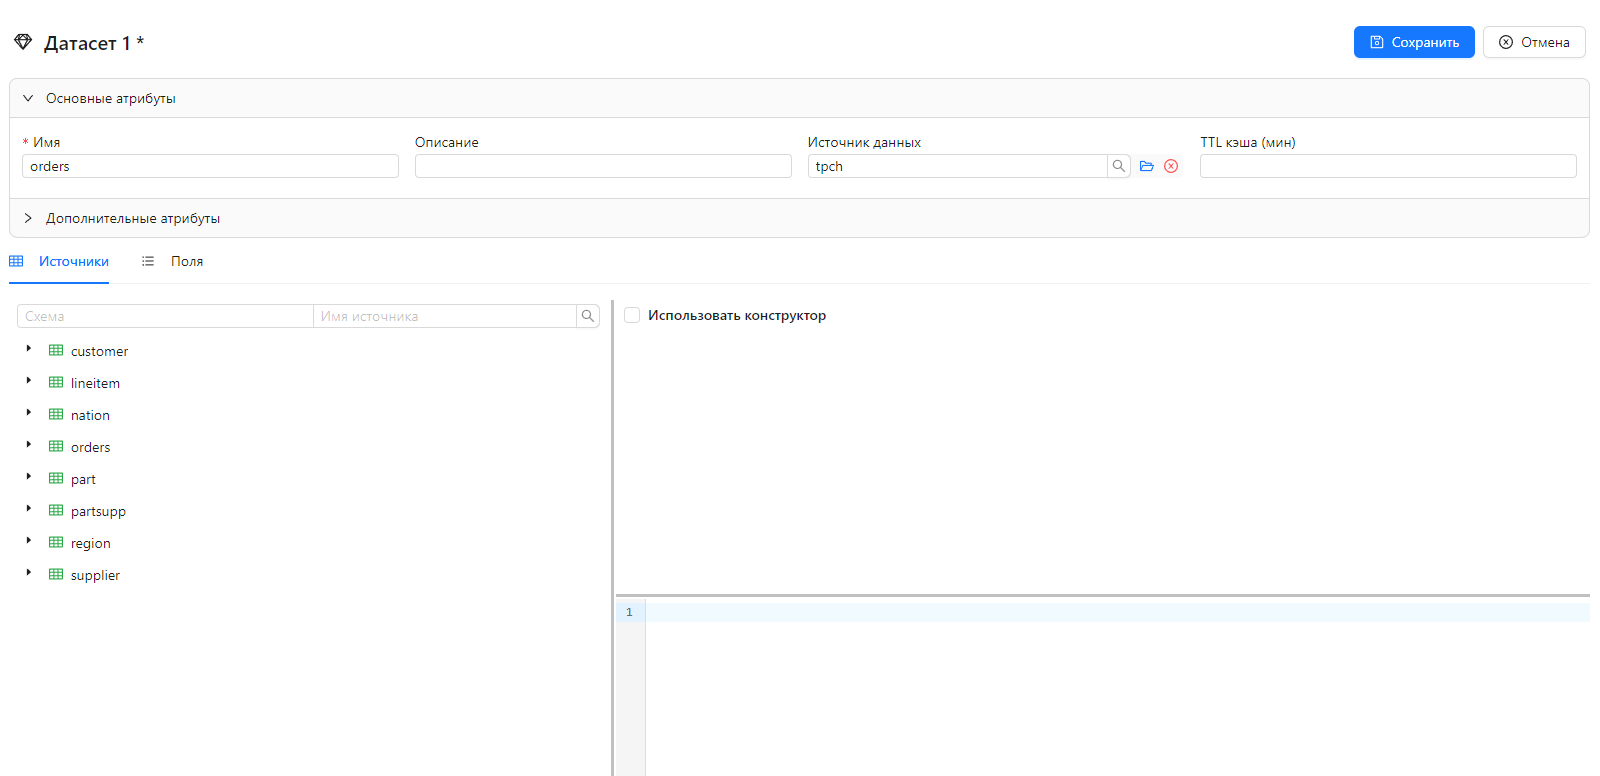 Датасет 1 *
Сохранить
Отмена
Основные атрибуты
* Имя
Описание
Источник данных
TTL кэша (мин)
orders
tpch
Дополнительные атрибуты
Источники
Поля
Схема
Имя источника
Использовать конструктор
customer
lineitem
nation
orders
part
partsupp
region
supplier
1